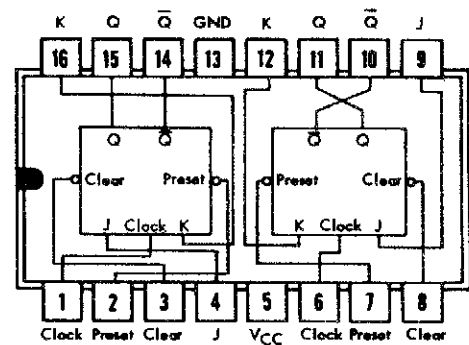 K Q Q̅ GND K Q Q̅ J
16 15 14 13 12 11 10 9
Q Q Q̅ Q
Clear Preset Preset Clear
J Clock K K Clock J
1 2 3 4 5 6 7 8
Clock Preset Clear J VCC Clock Preset Clear